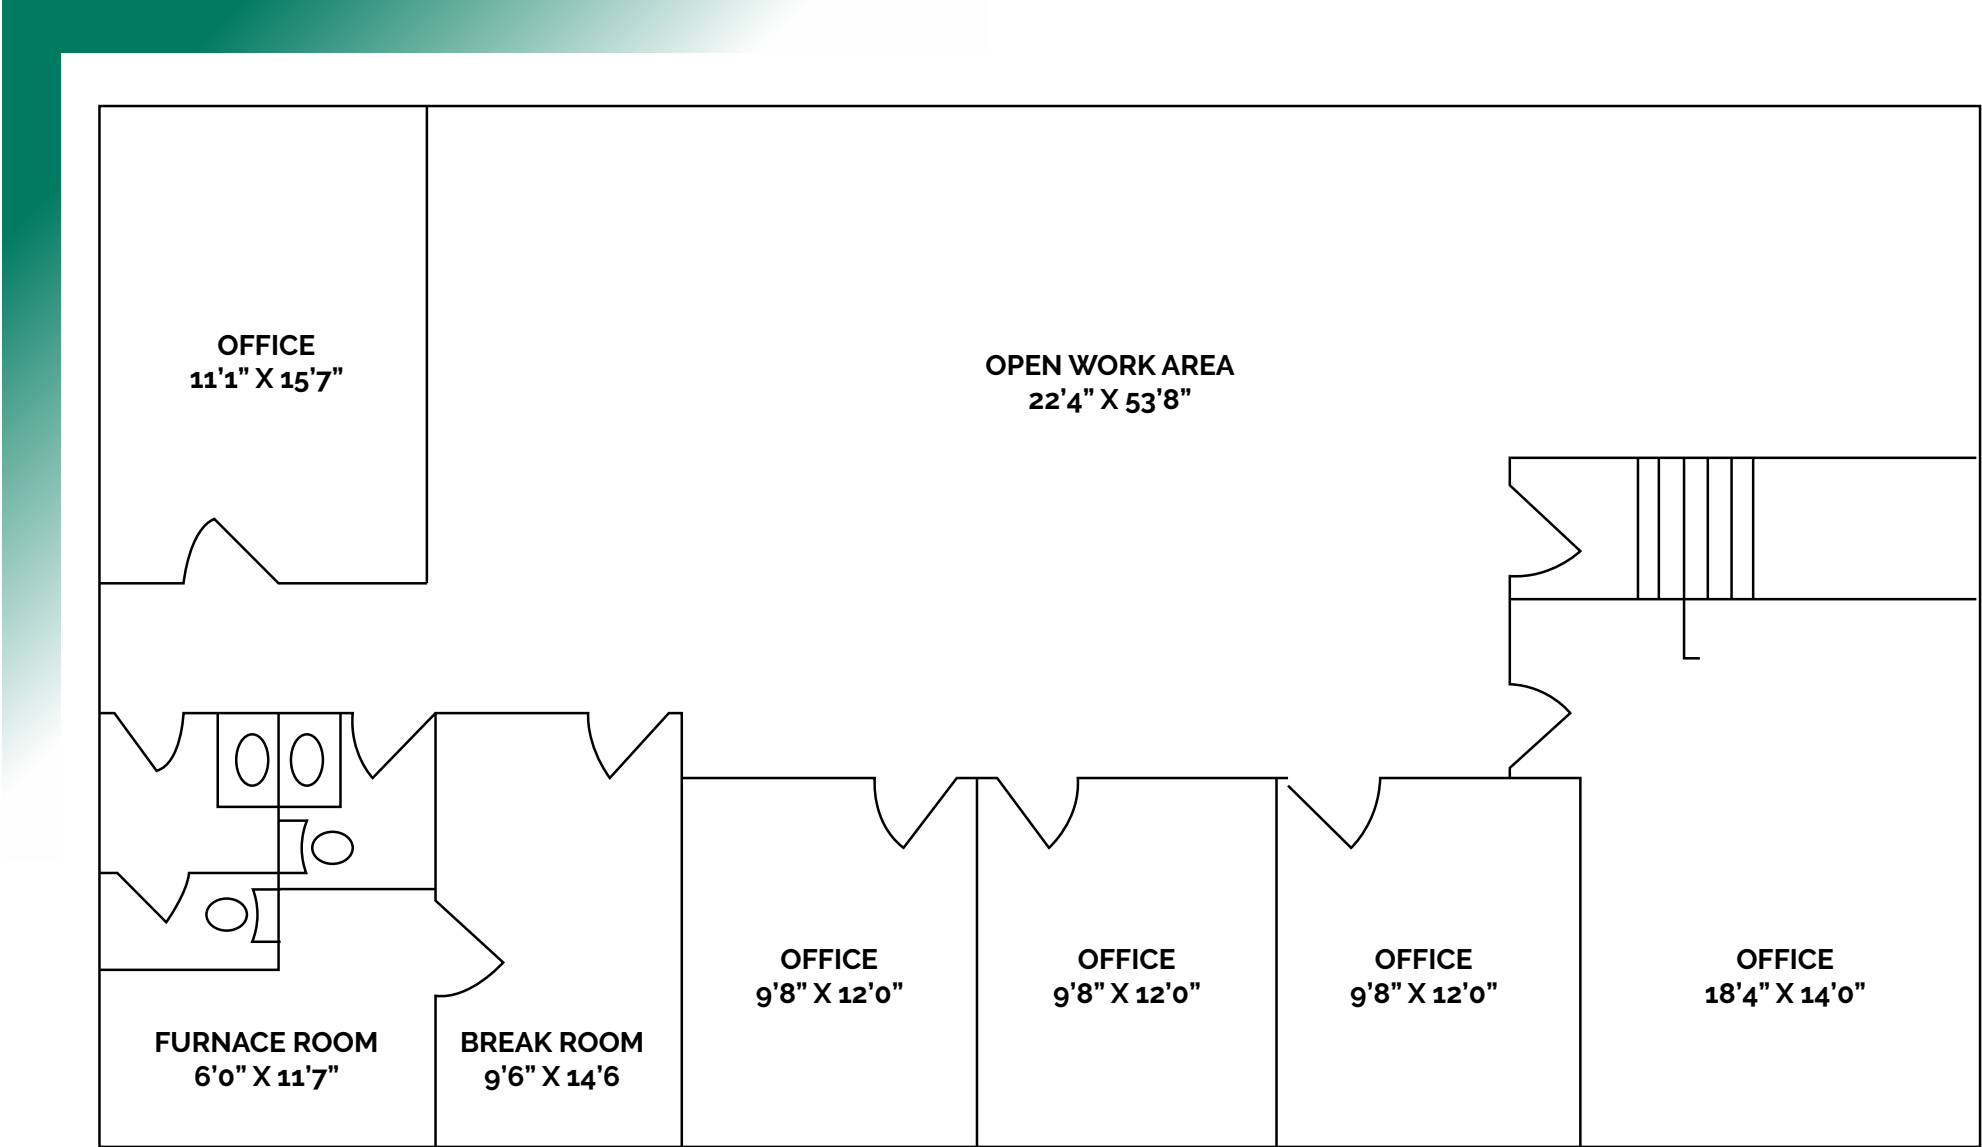 OFFICE
11’1” X 15’7”
OPEN WORK AREA
22’4” X 53’8”
OFFICE
9’8” X 12’0”
OFFICE
9’8” X 12’0”
OFFICE
9’8” X 12’0”
OFFICE
18’4” X 14’0”
FURNACE ROOM
6’0” X 11’7”
BREAK ROOM
9’6” X 14’6